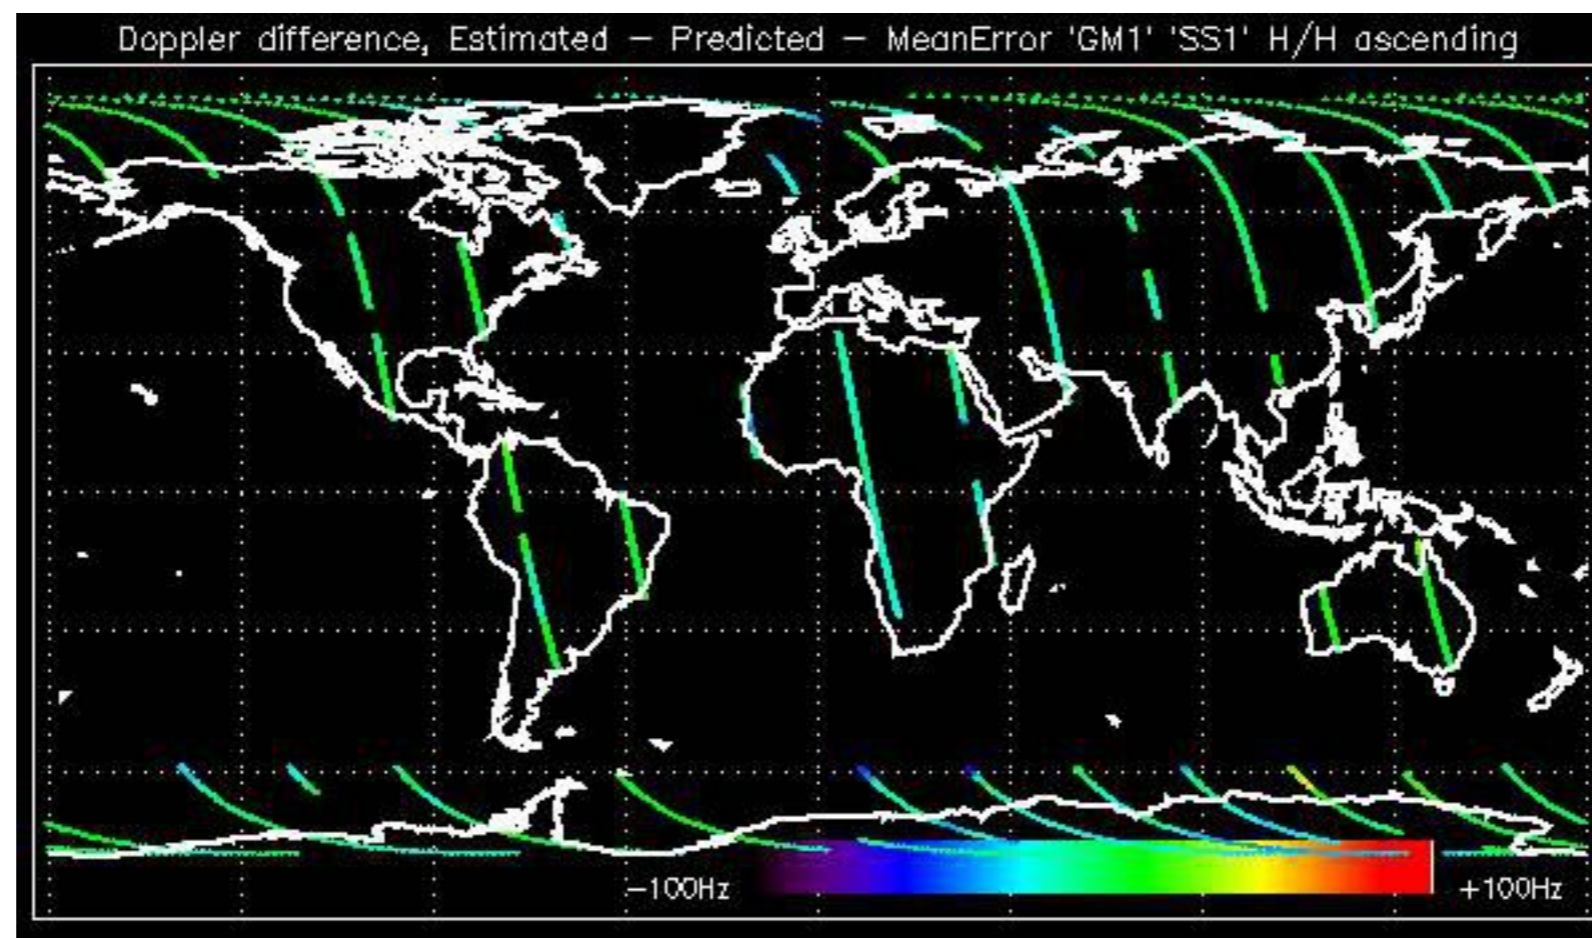 Doppler difference, Estimated – Predicted – MeanError 'GM1' 'SS1' H/H ascending
–100Hz
+100Hz